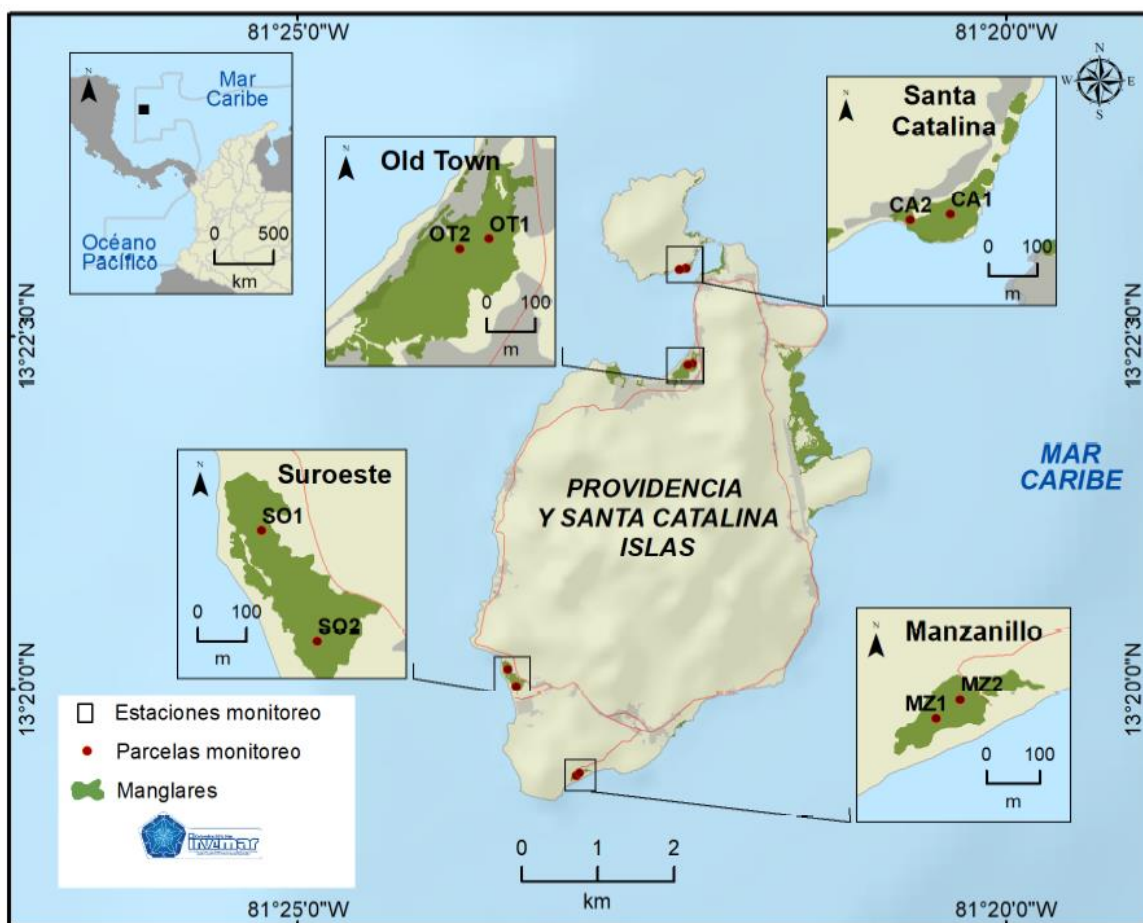 81°25'0"W
81°20'0"W
N
W
E
S
N
Mar
Caribe
Océano
Pacífico
0 500
km
N
Old Town
OT1
OT2
0 100
m
N
Santa
Catalina
CA2
CA1
0 100
m
13°22'30"N
13°22'30"N
N
Suroeste
SO1
SO2
0 100
m
PROVIDENCIA
Y SANTA CATALINA
ISLAS
MAR
CARIBE
N
Manzanillo
MZ2
MZ1
0 100
m
13°20'0"N
13°20'0"N
Estaciones monitoreo
Parcelas monitoreo
Manglares
invemar
0 1 2
km
81°25'0"W
81°20'0"W